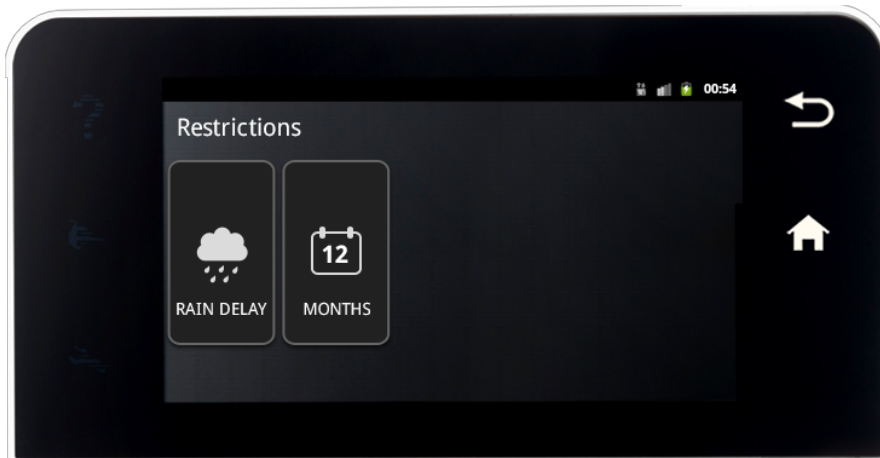 00:54
Restrictions
12
RAIN DELAY
MONTHS